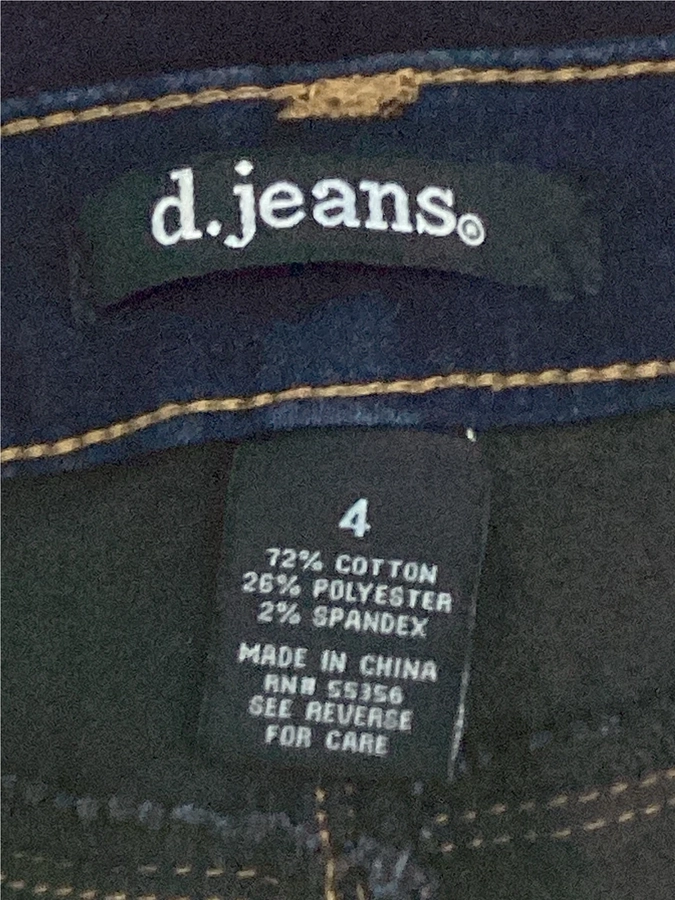 d.jeans®
4
72% COTTON
26% POLYESTER
2% SPANDEX
MADE IN CHINA
RN# 55356
SEE REVERSE
FOR CARE